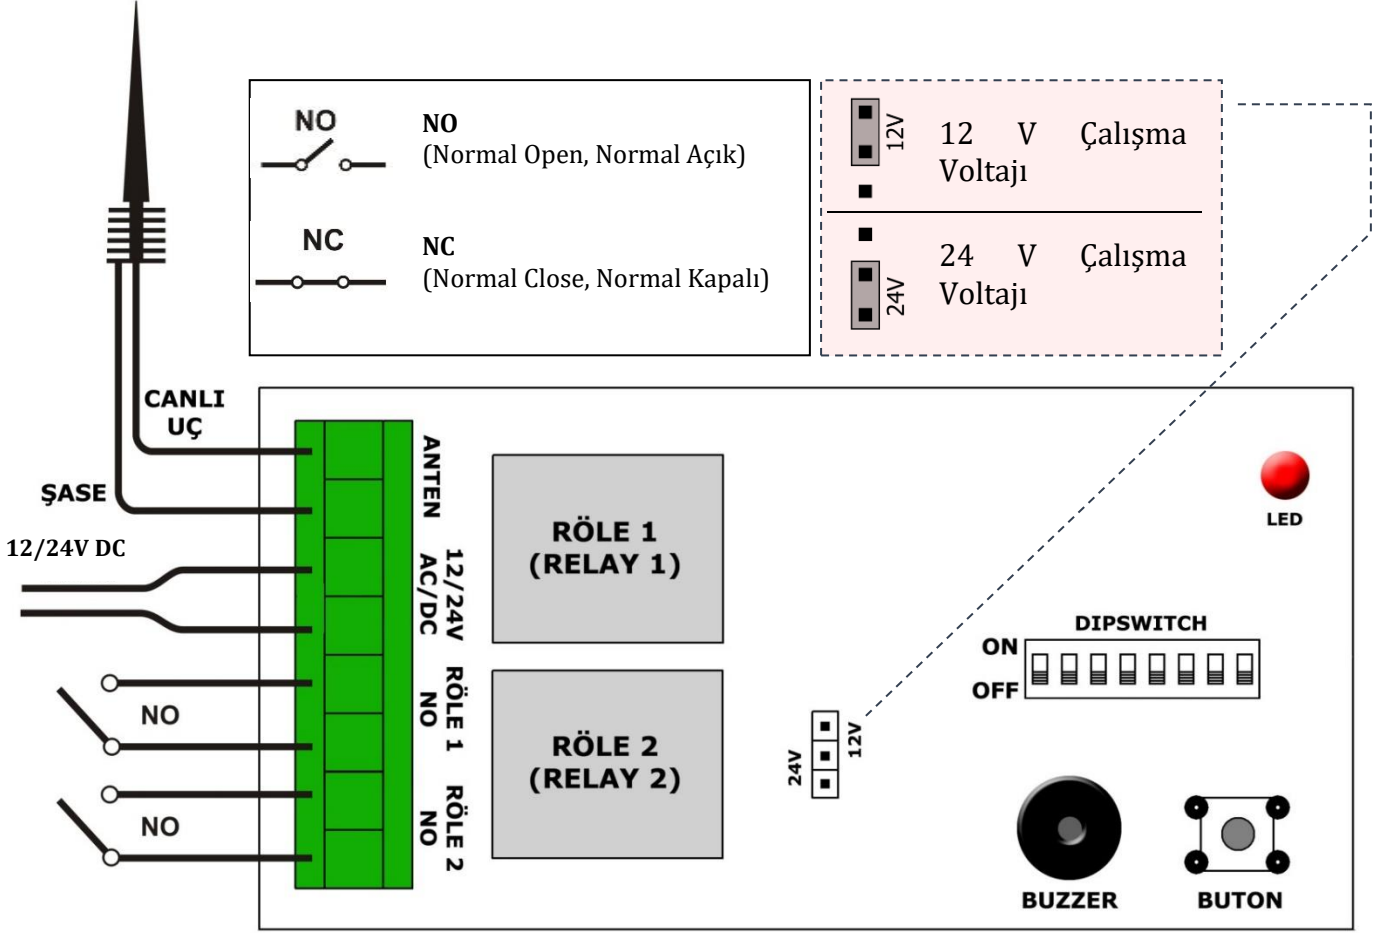 NO
NO
(Normal Open, Normal Açık)
NC
NC
(Normal Close, Normal Kapalı)
12V
12 V Çalışma
Voltajı
24V
24 V Çalışma
Voltajı
CANLI
UÇ
ŞASE
12/24V DC
NO
NO
ANTEN
12/24V
AC/DC
RÖLE 1
NO
RÖLE 2
NO
RÖLE 1
(RELAY 1)
RÖLE 2
(RELAY 2)
24V
12V
LED
DIPSWITCH
ON
OFF
BUZZER
BUTON